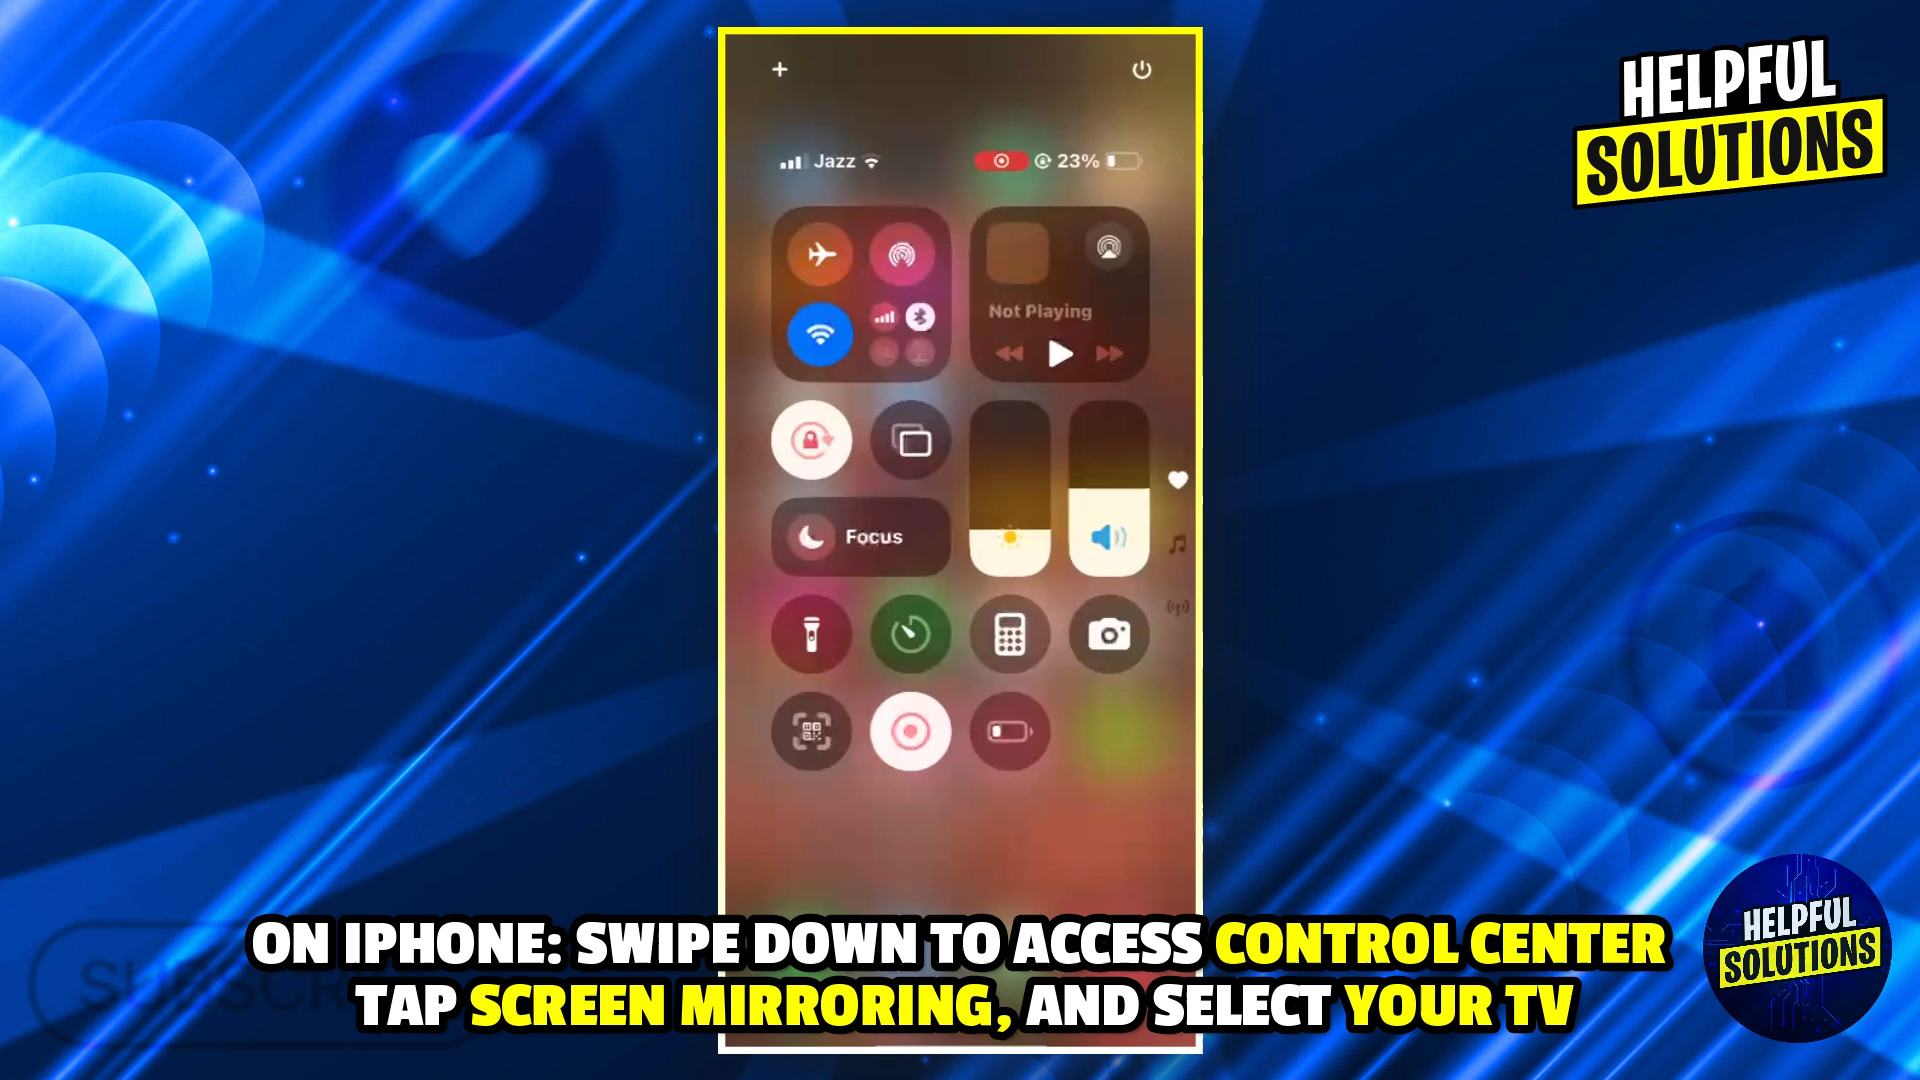 HELPFUL
SOLUTIONS
Jazz 23%
Not Playing
Focus
ON IPHONE: SWIPE DOWN TO ACCESS CONTROL CENTER
TAP SCREEN MIRRORING, AND SELECT YOUR TV
HELPFUL
SOLUTIONS